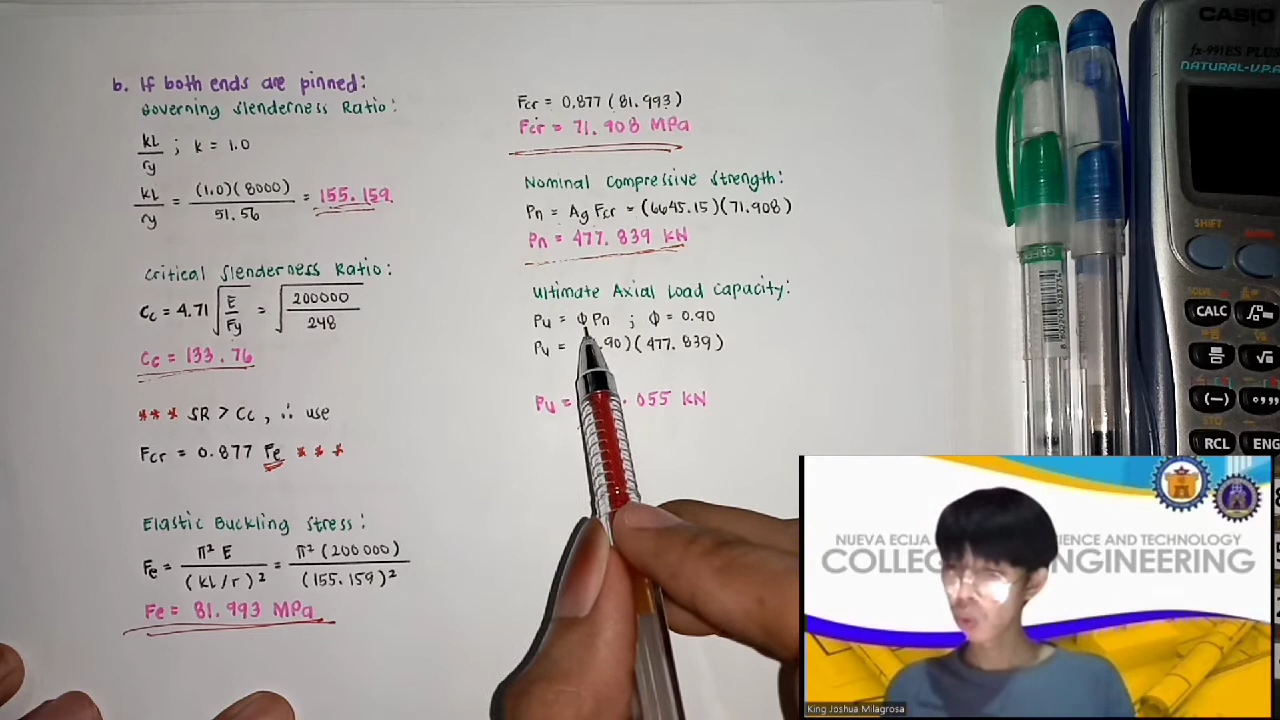 b. If both ends are pinned:
Governing Slenderness Ratio:
kL/ry ; k = 1.0
kL/ry = (1.0)(8000)/51.56 = 155.159
Critical Slenderness Ratio:
Cc = 4.71 √(E/Fy) = √(200000/248)
Cc = 133.76
*** SR > Cc, ∴ use
Fcr = 0.877 Fe ***
Elastic Buckling Stress:
Fe = π² E/(kL/r)² = π² (200000)/(155.159)²
Fe = 81.993 MPa
Fcr = 0.877 (81.993)
Fcr = 71.908 MPa
Nominal Compressive Strength:
Pn = Ag Fcr = (6645.15)(71.908)
Pn = 477.839 kN
Ultimate Axial Load Capacity:
Pu = ϕPn ; ϕ = 0.90
Pu = .90)(477.839)
Pu = .055 kN
CASIO
fx-991ES PLUS
NATURAL-V.P.A
SHIFT
CALC
√
(-)
RCL
ENG
NUEVA ECIJA
IENCE AND TECHNOLOGY
COLLEG
NGINEERING
King Joshua Milagrosa